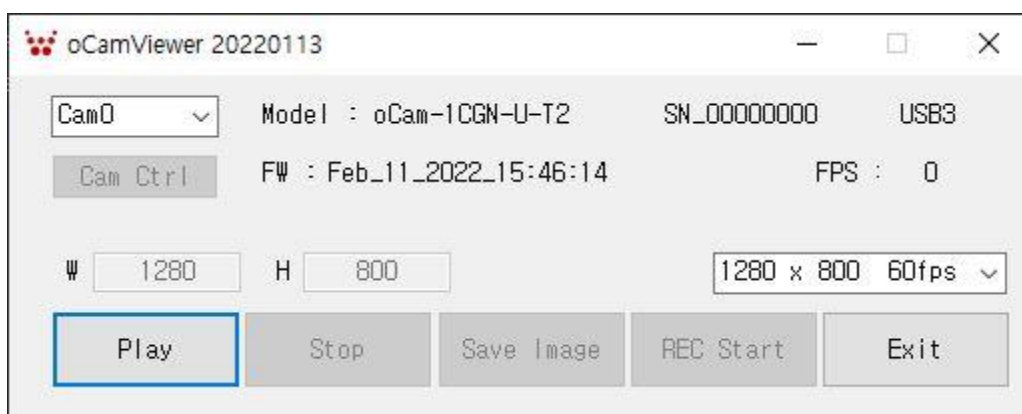 oCamViewer 20220113
Cam0 Model : oCam-1CGN-U-T2 SN_00000000 USB3
Cam Ctrl FW : Feb_11_2022_15:46:14 FPS : 0
W 1280 H 800 1280 x 800 60fps
Play Stop Save Image REC Start Exit